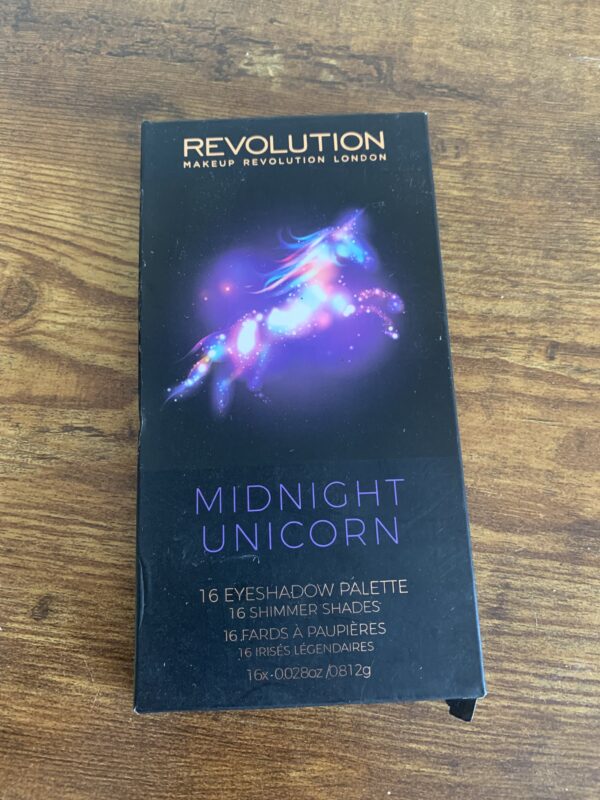 REVOLUTION
MAKEUP REVOLUTION LONDON
MIDNIGHT
UNICORN
16 EYESHADOW PALETTE
16 SHIMMER SHADES
16 FARDS À PAUPIÈRES
16 IRISÉS LÉGENDAIRES
16x·0.028oz /0.812g